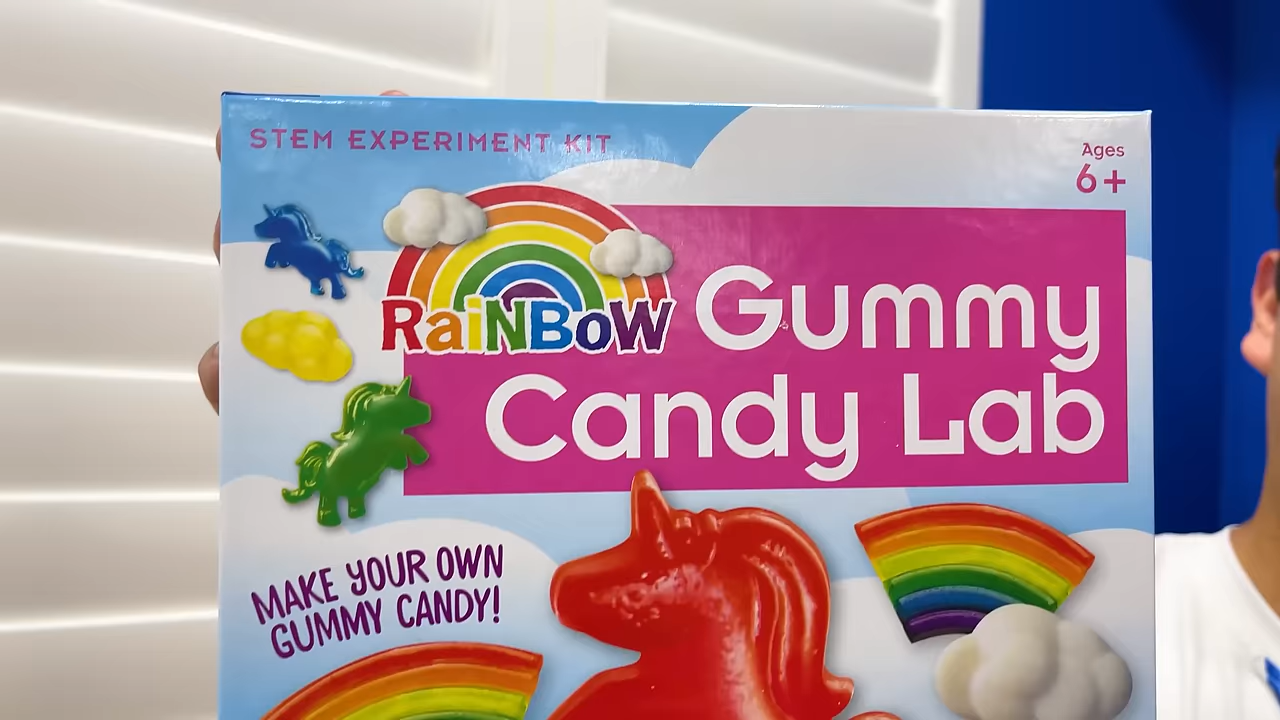 STEM EXPERIMENT KIT
Ages
6+
RaiNBoW
Gummy
Candy Lab
MAKE YOUR OWN
GUMMY CANDY!